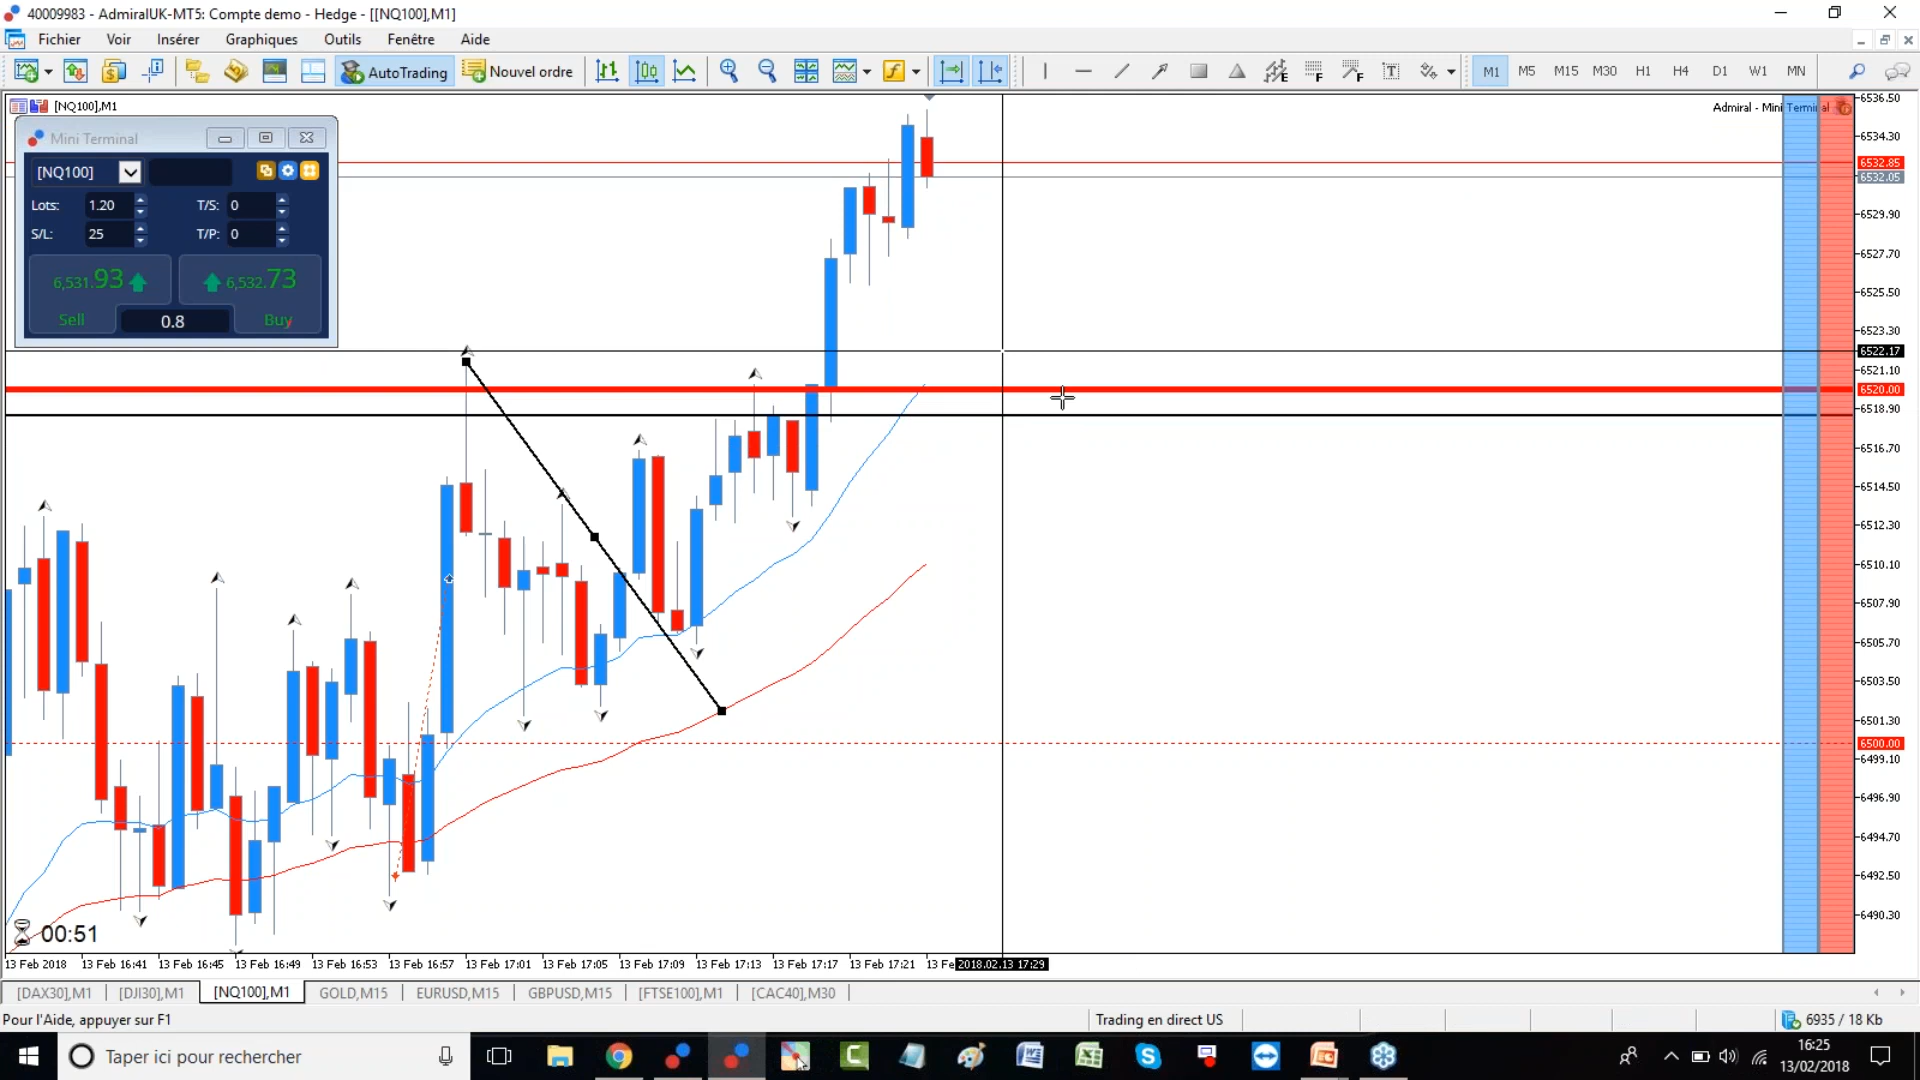 40009983 - AdmiralUK-MT5: Compte demo - Hedge - [[NQ100],M1]
Fichier Voir Insérer Graphiques Outils Fenêtre Aide
AutoTrading Nouvel ordre M1 M5 M15 M30 H1 H4 D1 W1 MN
[NQ100],M1
Admiral - Mini Terminal
Mini Terminal
[NQ100]
Lots: 1.20 T/S: 0
S/L: 25 T/P: 0
6,531.93 6,532.73
Sell 0.8 Buy
6536.50
6534.30
6532.85
6532.05
6529.90
6527.70
6525.50
6523.30
6522.17
6521.10
6520.00
6518.90
6516.70
6514.50
6512.30
6510.10
6507.90
6505.70
6503.50
6501.30
6500.00
6499.10
6496.90
6494.70
6492.50
6490.30
00:51
13 Feb 2018 13 Feb 16:41 13 Feb 16:45 13 Feb 16:49 13 Feb 16:53 13 Feb 16:57 13 Feb 17:01 13 Feb 17:05 13 Feb 17:09 13 Feb 17:13 13 Feb 17:17 13 Feb 17:21 13 Fe 2018.02.13 17:29
[DAX30],M1 [DJI30],M1 [NQ100],M1 GOLD,M15 EURUSD,M15 GBPUSD,M15 [FTSE100],M1 [CAC40],M30
Pour l'Aide, appuyer sur F1 Trading en direct US 6935 / 18 Kb
Taper ici pour rechercher
16:25
13/02/2018